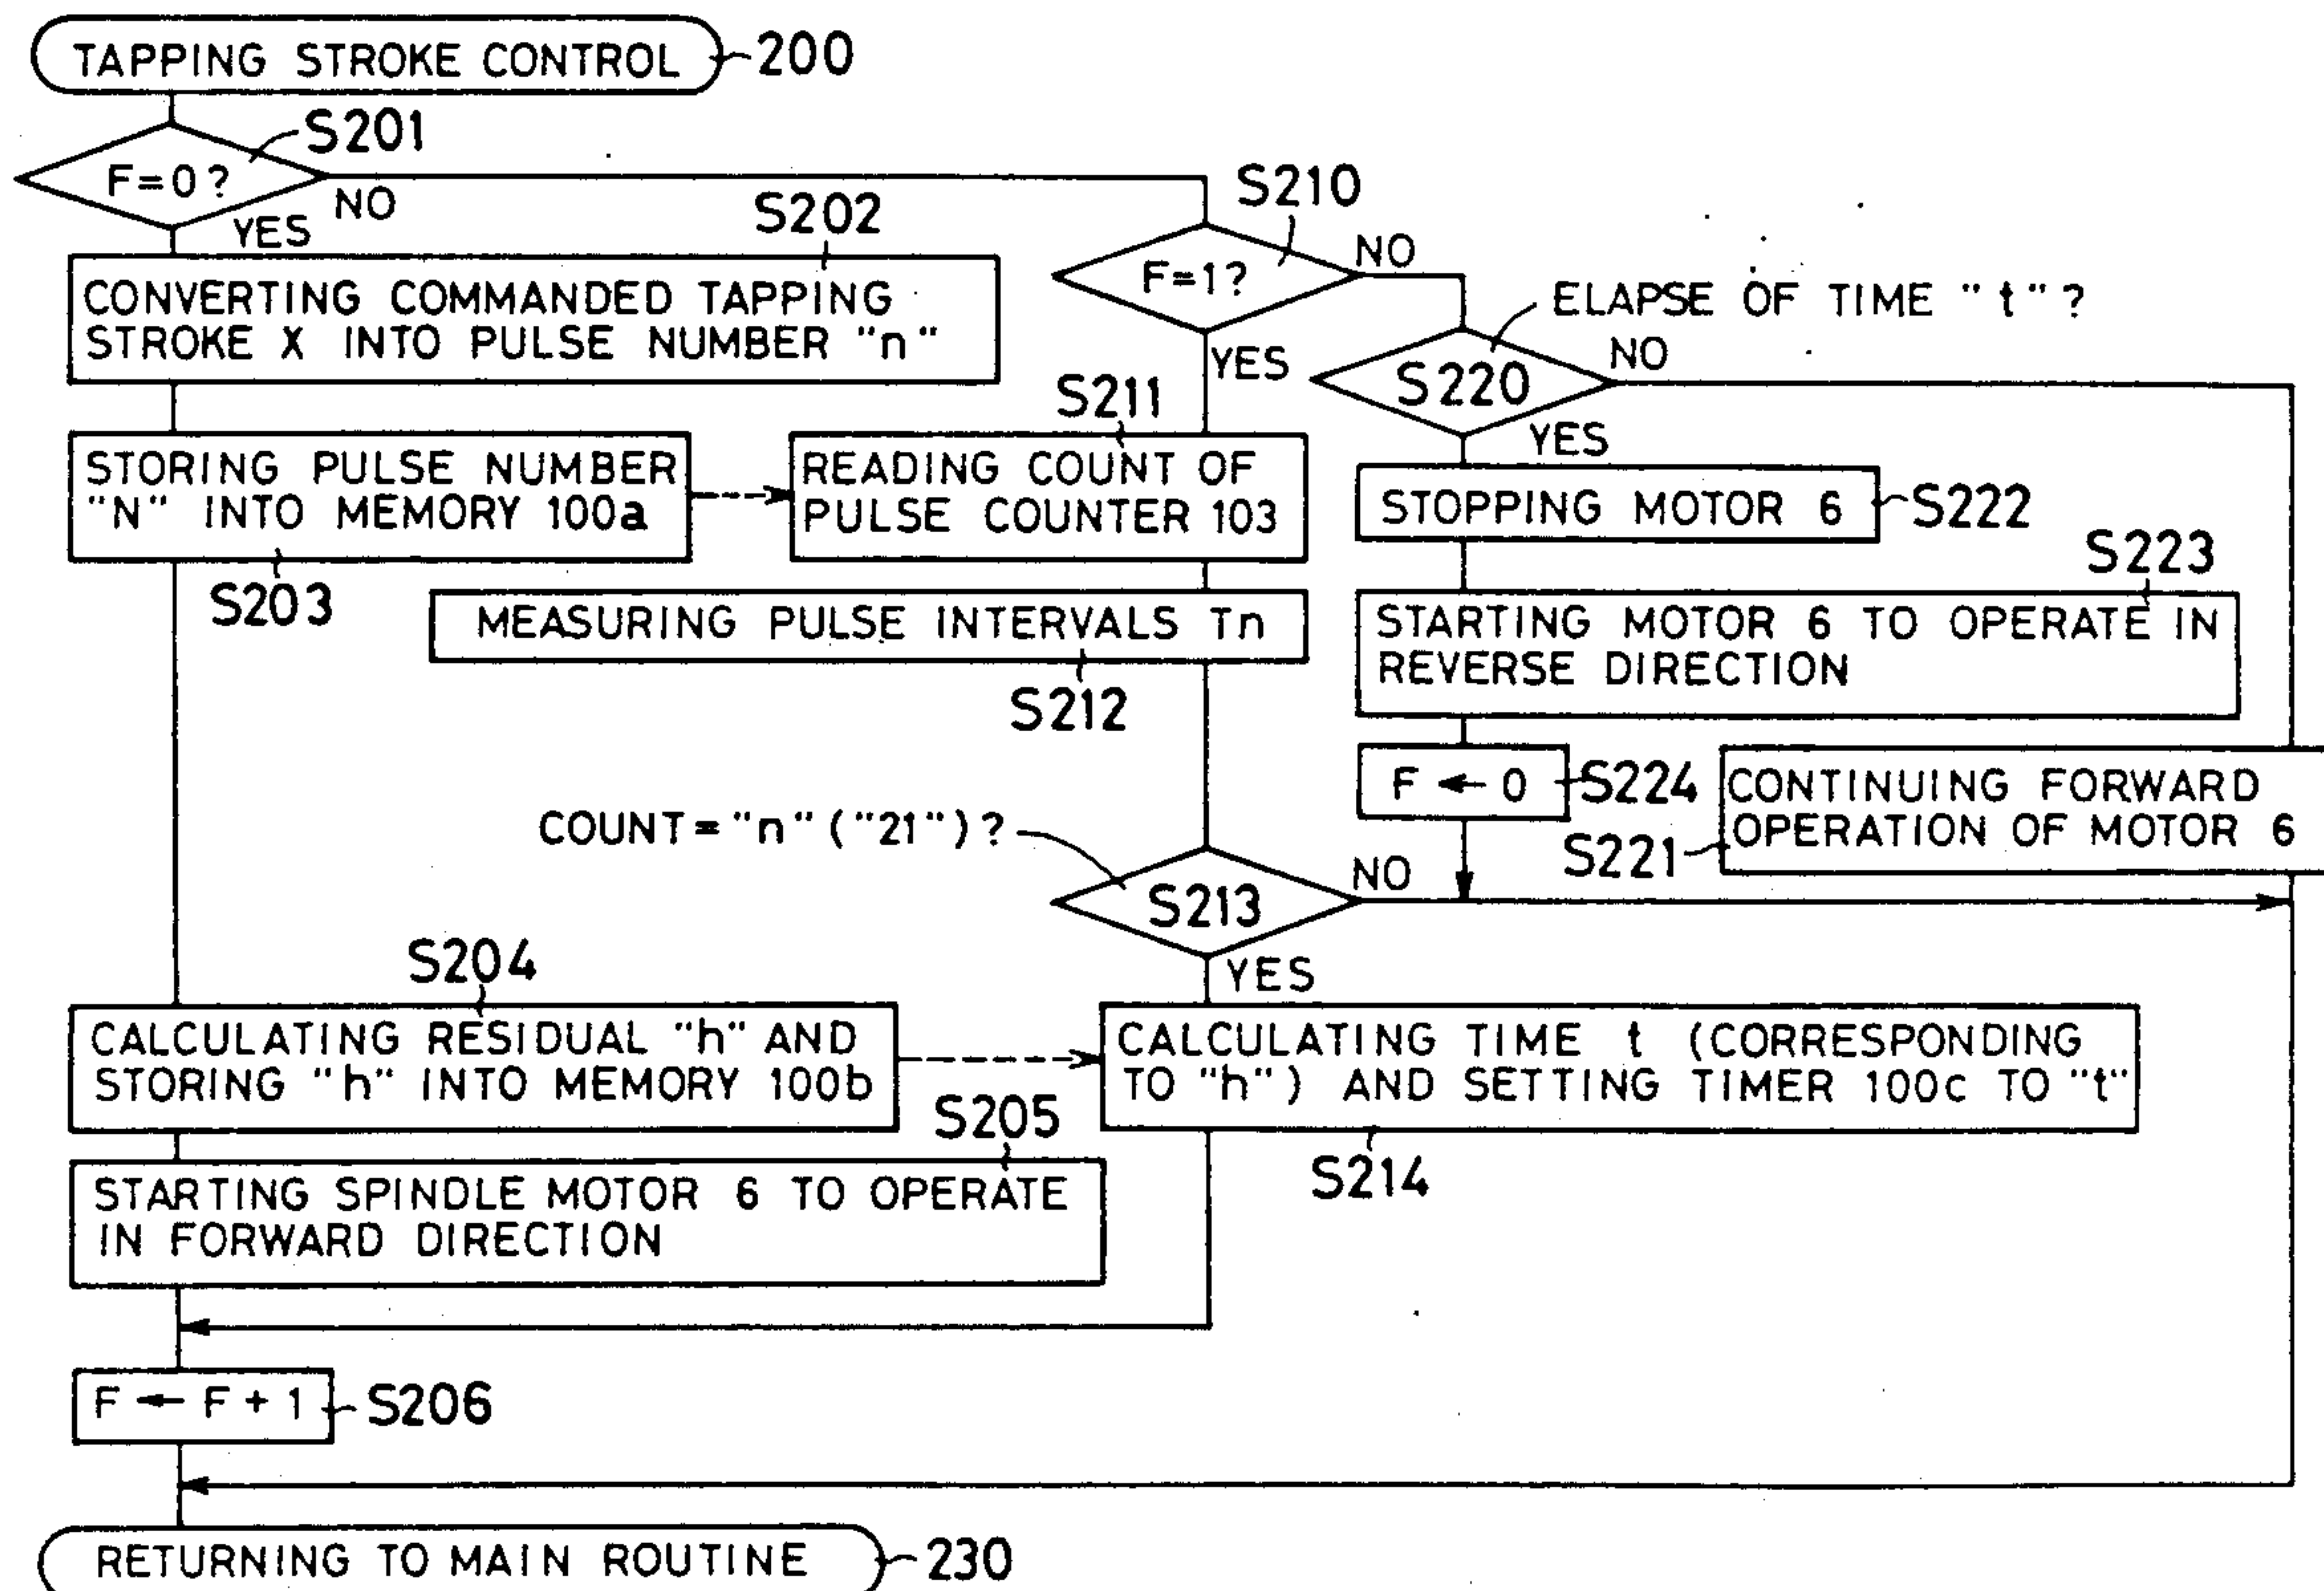 TAPPING STROKE CONTROL
200
S201
F=0?
NO
YES
S202
CONVERTING COMMANDED TAPPING
STROKE X INTO PULSE NUMBER "n"
S210
F=1?
NO
YES
ELAPSE OF TIME "t"?
S220
NO
YES
STORING PULSE NUMBER
"N" INTO MEMORY 100a
S203
S211
READING COUNT OF
PULSE COUNTER 103
STOPPING MOTOR 6
S222
MEASURING PULSE INTERVALS Tn
S212
S223
STARTING MOTOR 6 TO OPERATE IN
REVERSE DIRECTION
F ← 0
S224
CONTINUING FORWARD
OPERATION OF MOTOR 6
S221
COUNT = "n" ("21")?
S213
NO
YES
S204
CALCULATING RESIDUAL "h" AND
STORING "h" INTO MEMORY 100b
CALCULATING TIME t (CORRESPONDING
TO "h") AND SETTING TIMER 100c TO "t"
S214
S205
STARTING SPINDLE MOTOR 6 TO OPERATE
IN FORWARD DIRECTION
F ← F + 1
S206
RETURNING TO MAIN ROUTINE
230